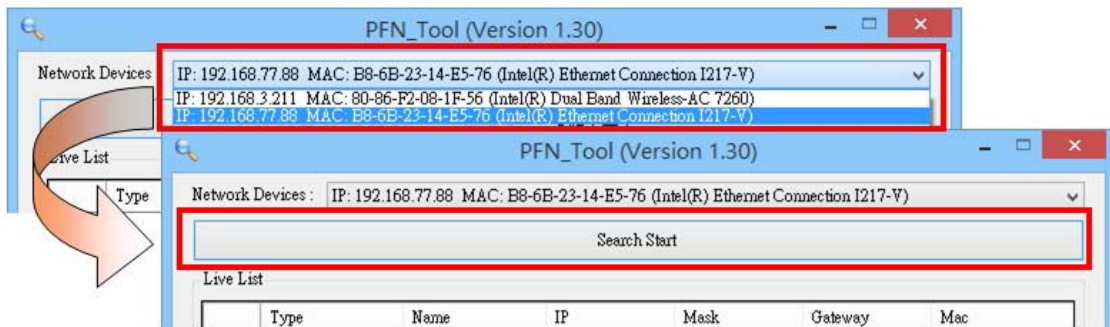 PFN_Tool (Version 1.30)
Network Devices
IP: 192.168.77.88 MAC: B8-6B-23-14-E5-76 (Intel(R) Ethernet Connection I217-V)
IP: 192.168.3.211 MAC: 80-86-F2-08-1F-56 (Intel(R) Dual Band Wireless-AC 7260)
IP: 192.168.77.88 MAC: B8-6B-23-14-E5-76 (Intel(R) Ethernet Connection I217-V)
Live List
Type
PFN_Tool (Version 1.30)
Network Devices : IP: 192.168.77.88 MAC: B8-6B-23-14-E5-76 (Intel(R) Ethernet Connection I217-V)
Search Start
Live List
Type Name IP Mask Gateway Mac